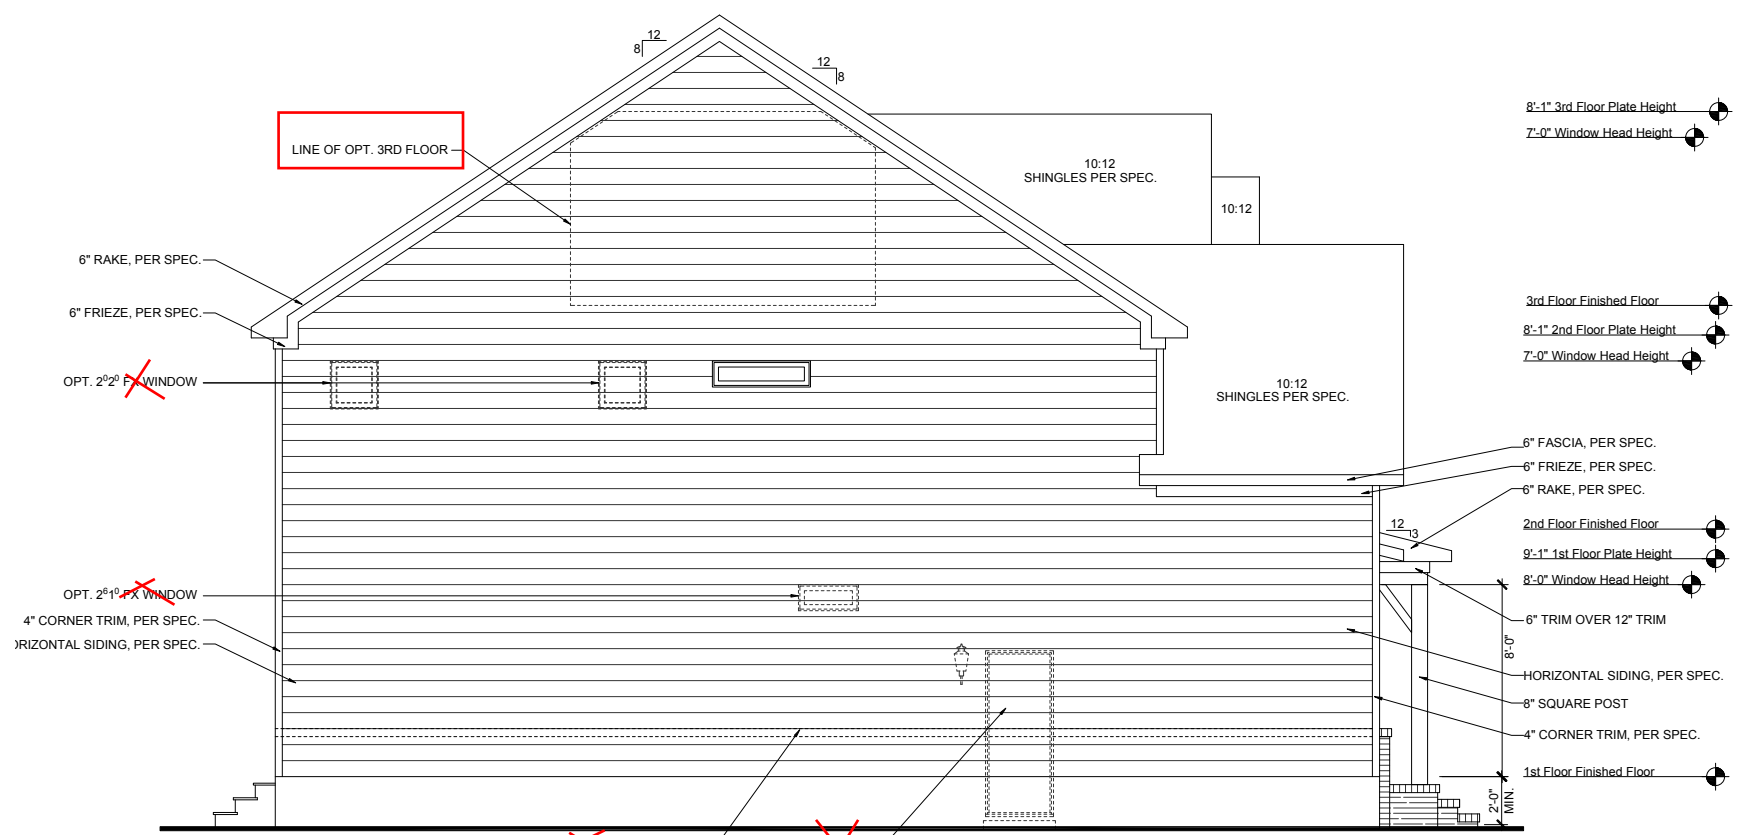 12
8
12
8
8'-1" 3rd Floor Plate Height
7'-0" Window Head Height
LINE OF OPT. 3RD FLOOR
10:12
SHINGLES PER SPEC.
10:12
6" RAKE, PER SPEC.
6" FRIEZE, PER SPEC.
3rd Floor Finished Floor
8'-1" 2nd Floor Plate Height
7'-0" Window Head Height
OPT. 2⁰2⁰ FX WINDOW
10:12
SHINGLES PER SPEC.
6" FASCIA, PER SPEC.
6" FRIEZE, PER SPEC.
6" RAKE, PER SPEC.
12
3
2nd Floor Finished Floor
9'-1" 1st Floor Plate Height
8'-0" Window Head Height
OPT. 2⁶1⁰ FX WINDOW
4" CORNER TRIM, PER SPEC.
ORIZONTAL SIDING, PER SPEC.
6" TRIM OVER 12" TRIM
8'-0"
HORIZONTAL SIDING, PER SPEC.
8" SQUARE POST
4" CORNER TRIM, PER SPEC.
1st Floor Finished Floor
2'-0"
MIN.